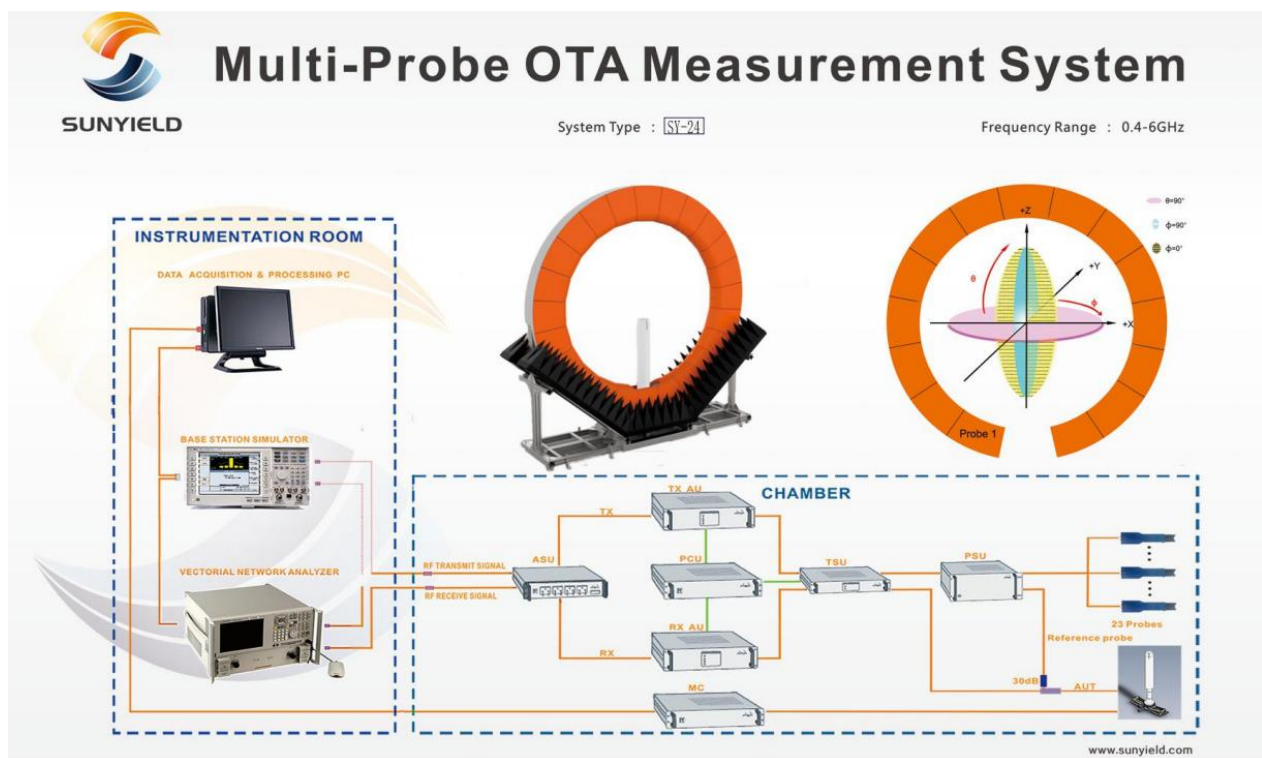 Multi-Probe OTA Measurement System
SUNYIELD
System Type : SY-24
Frequency Range : 0.4-6GHz
INSTRUMENTATION ROOM
DATA ACQUISITION & PROCESSING PC
BASE STATION SIMULATOR
VECTORIAL NETWORK ANALYZER
θ=90°
ϕ=90°
ϕ=0°
+Z
+Y
θ
ϕ
+X
Probe 1
CHAMBER
TX AU
TX
ASU
RF TRANSMIT SIGNAL
RF RECEIVE SIGNAL
PCU
TSU
PSU
RX AU
RX
23 Probes
Reference probe
30dB
AUT
MC
www.sunyield.com